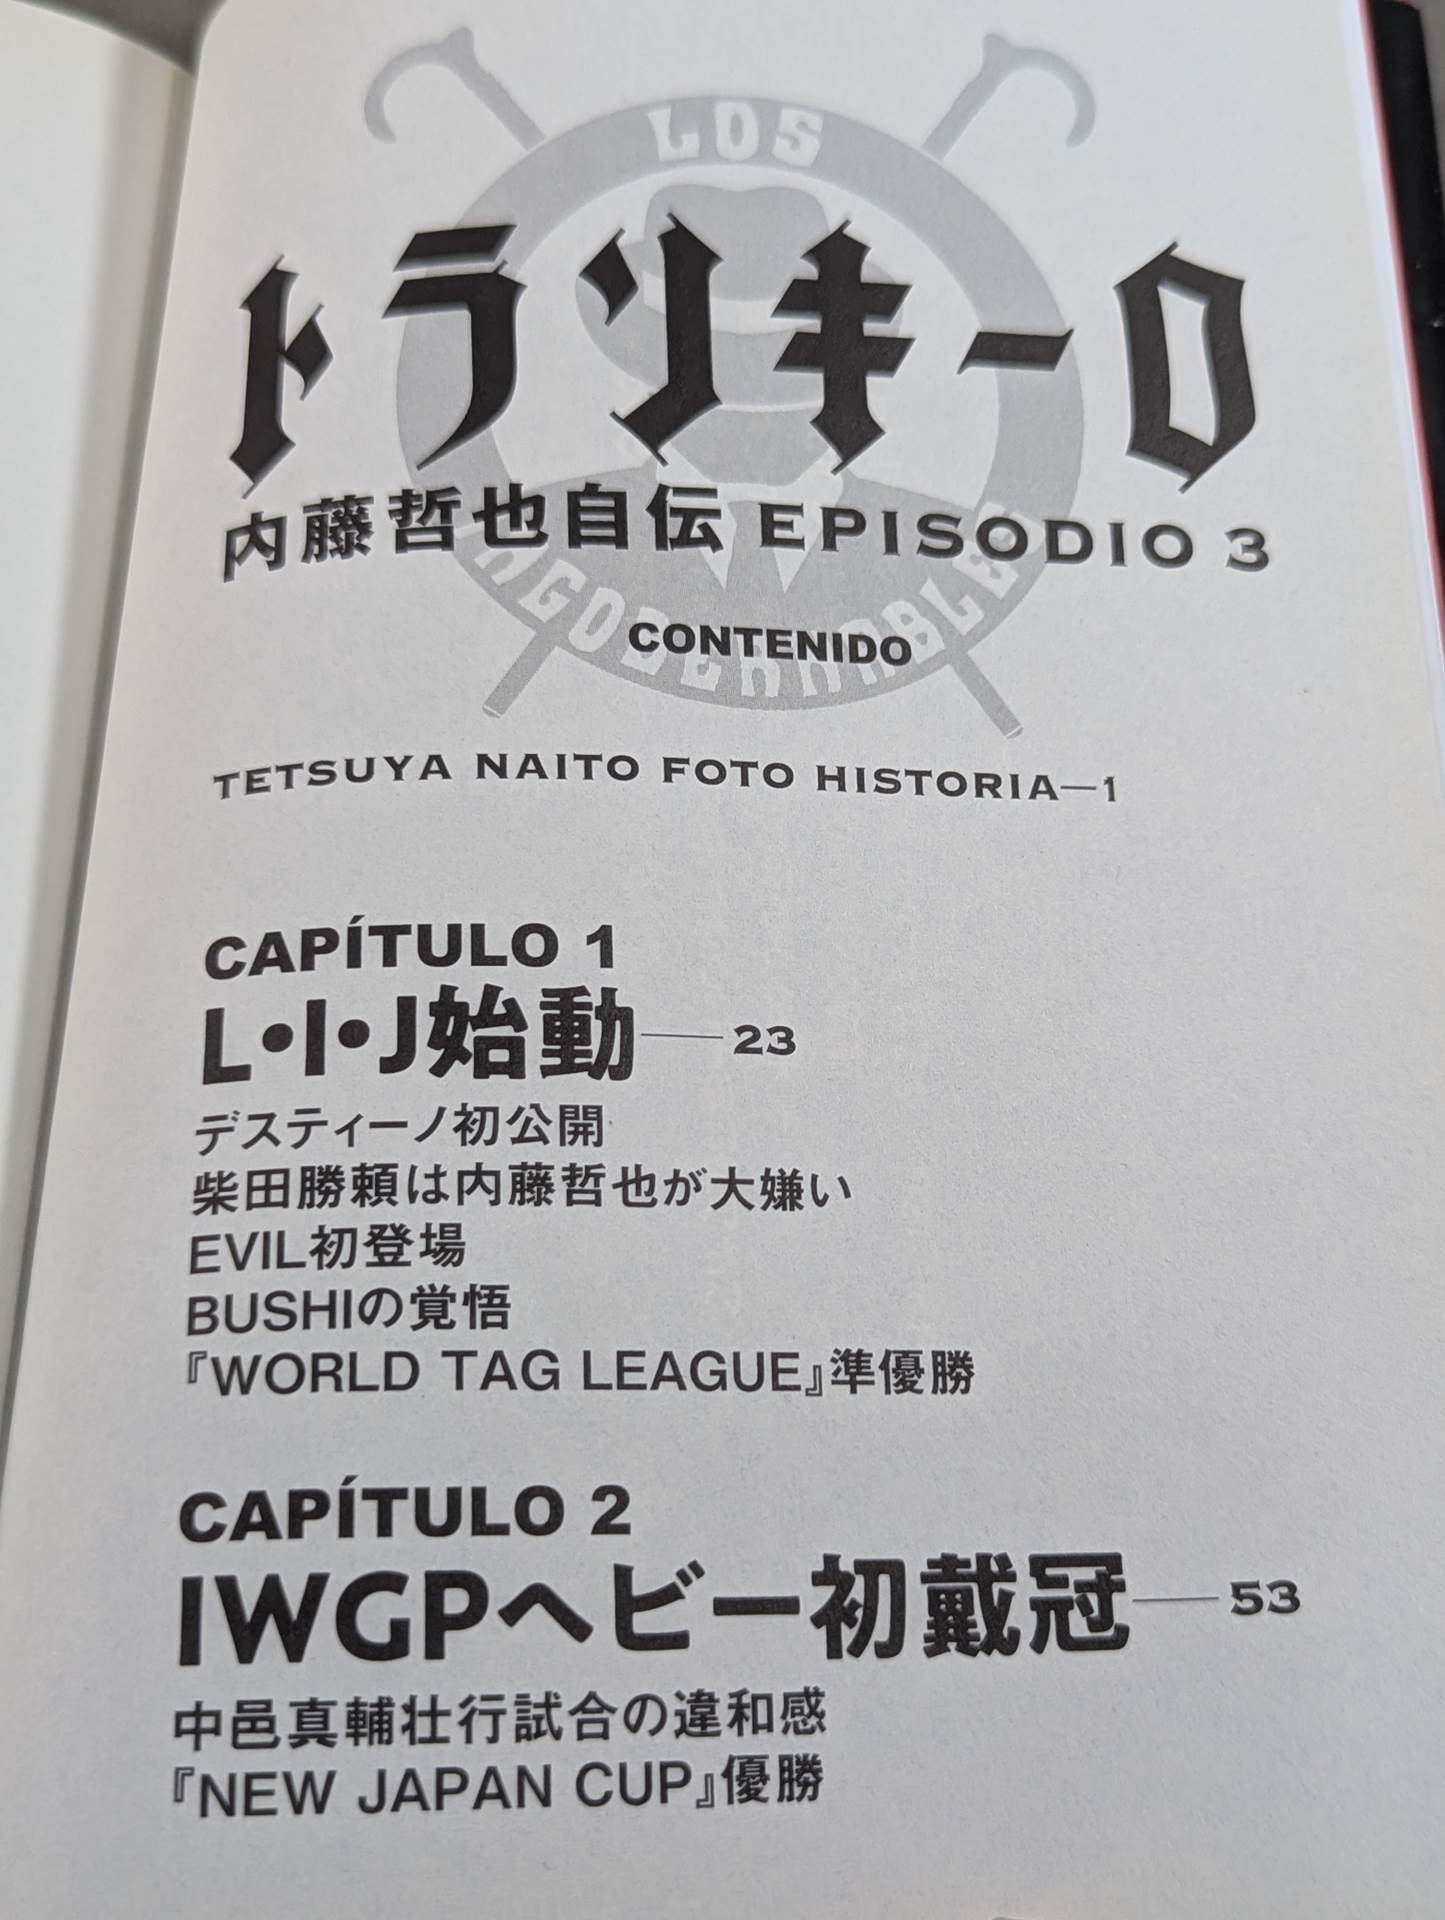 LOS
トランキーロ
内藤哲也自伝 EPISODIO 3
INGOBERNABLES
CONTENIDO
TETSUYA NAITO FOTO HISTORIA—1
CAPÍTULO 1
L・I・J始動——23
デスティーノ初公開
柴田勝頼は内藤哲也が大嫌い
EVIL初登場
BUSHIの覚悟
『WORLD TAG LEAGUE』準優勝
CAPÍTULO 2
IWGPヘビー初戴冠——53
中邑真輔壮行試合の違和感
『NEW JAPAN CUP』優勝